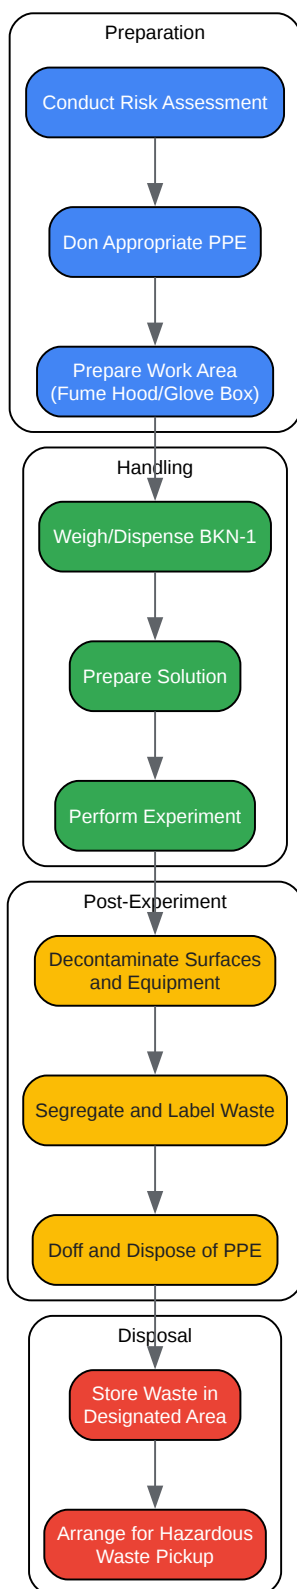 Preparation
Conduct Risk Assessment
Don Appropriate PPE
Prepare Work Area
(Fume Hood/Glove Box)
Handling
Weigh/Dispense BKN-1
Prepare Solution
Perform Experiment
Post-Experiment
Decontaminate Surfaces
and Equipment
Segregate and Label Waste
Doff and Dispose of PPE
Disposal
Store Waste in
Designated Area
Arrange for Hazardous
Waste Pickup